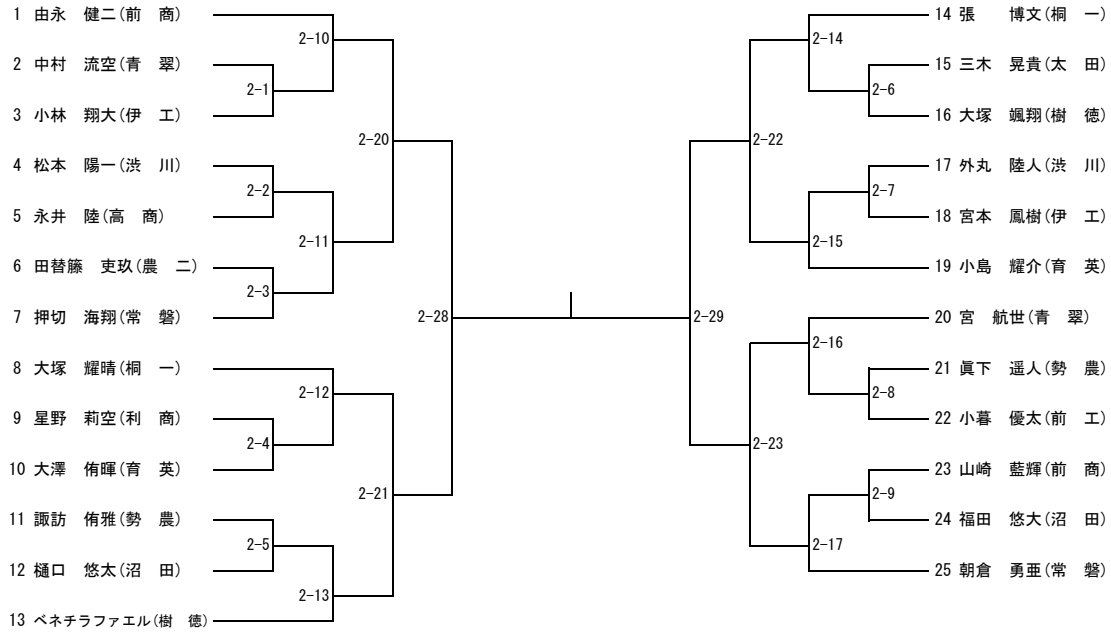 1 由永　健二(前　商)
2-10
2 中村　流空(青　翠)
2-1
3 小林　翔大(伊　工)
2-20
4 松本　陽一(渋　川)
2-2
5 永井　陸(高　商)
2-11
6 田替藤　吏玖(農　二)
2-3
7 押切　海翔(常　磐)
2-28
8 大塚　耀晴(桐　一)
2-12
9 星野　莉空(利　商)
2-4
10 大澤　侑暉(育　英)
2-21
11 諏訪　侑雅(勢　農)
2-5
12 樋口　悠太(沼　田)
2-13
13 ベネチラファエル(樹　徳)
14 張　　博文(桐　一)
2-14
15 三木　晃貴(太　田)
2-6
16 大塚　颯翔(樹　徳)
2-22
17 外丸　陸人(渋　川)
2-7
18 宮本　鳳樹(伊　工)
2-15
19 小島　耀介(育　英)
2-29
20 宮　航世(青　翠)
2-16
21 眞下　遥人(勢　農)
2-8
22 小暮　優太(前　工)
2-23
23 山崎　藍輝(前　商)
2-9
24 福田　悠大(沼　田)
2-17
25 朝倉　勇亜(常　磐)